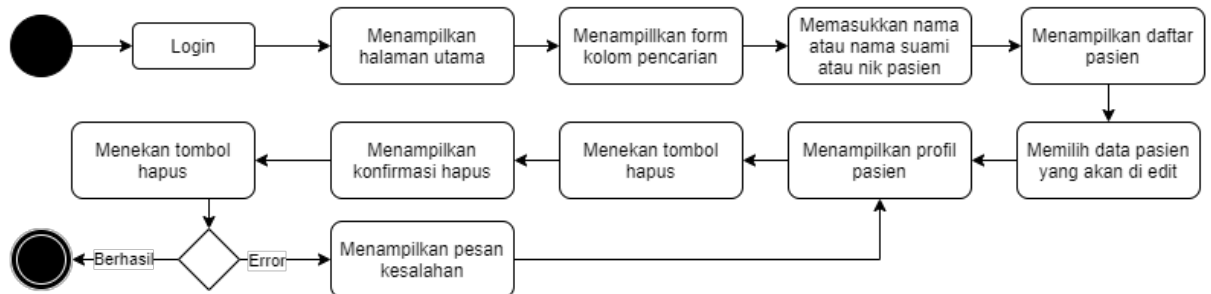 Login
Menampilkan
halaman utama
Menampillkan form
kolom pencarian
Memasukkan nama
atau nama suami
atau nik pasien
Menampilkan daftar
pasien
Memilih data pasien
yang akan di edit
Menampilkan profil
pasien
Menekan tombol
hapus
Menampilkan
konfirmasi hapus
Menekan tombol
hapus
Berhasil
Error
Menampilkan pesan
kesalahan